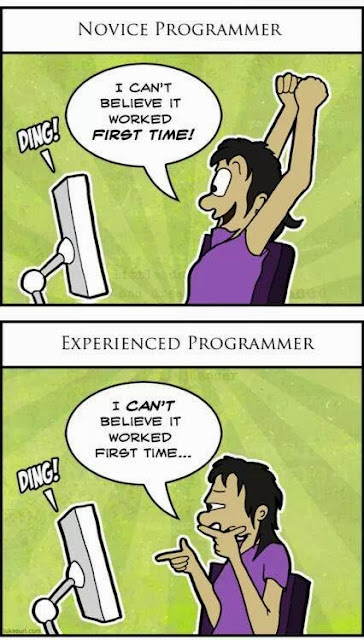 NOVICE PROGRAMMER
DING!
I CAN'T
BELIEVE IT
WORKED
FIRST TIME!
EXPERIENCED PROGRAMMER
DING!
I CAN'T
BELIEVE IT
WORKED
FIRST TIME...